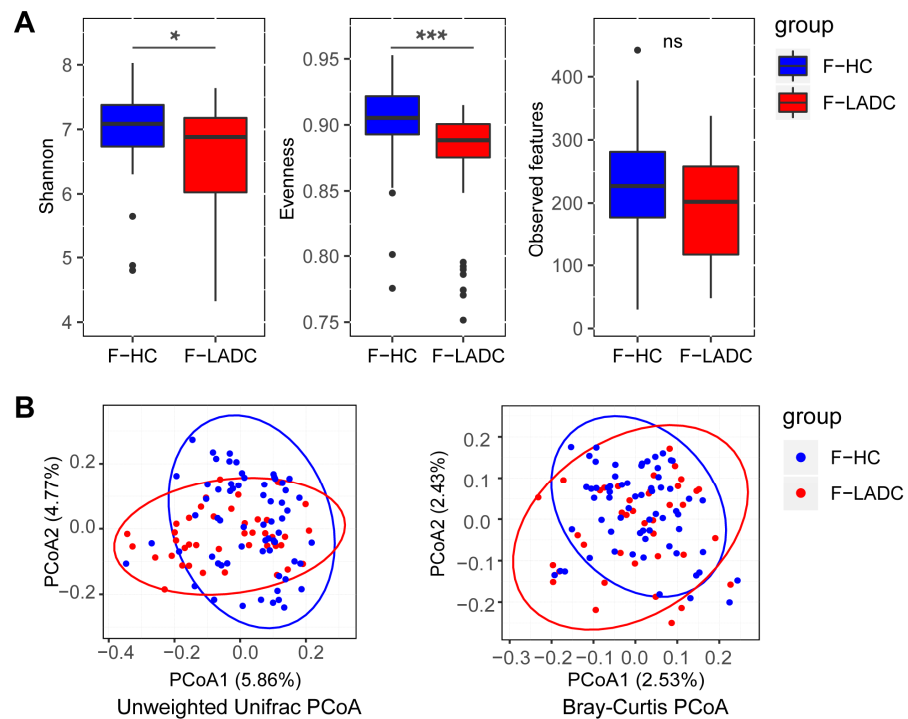 A
Shannon
8
7
6
5
4
*
F−HC F−LADC
Evenness
0.95
0.90
0.85
0.80
0.75
***
F−HC F−LADC
Observed features
400
300
200
100
0
ns
F−HC F−LADC
group
F−HC
F−LADC
B
PCoA2 (4.77%)
0.2
0.0
−0.2
−0.4 −0.2 0.0 0.2
PCoA1 (5.86%)
Unweighted Unifrac PCoA
PCoA2 (2.43%)
0.2
0.1
0.0
−0.1
−0.2
−0.3 −0.2 −0.1 0.0 0.1 0.2
PCoA1 (2.53%)
Bray-Curtis PCoA
group
F−HC
F−LADC